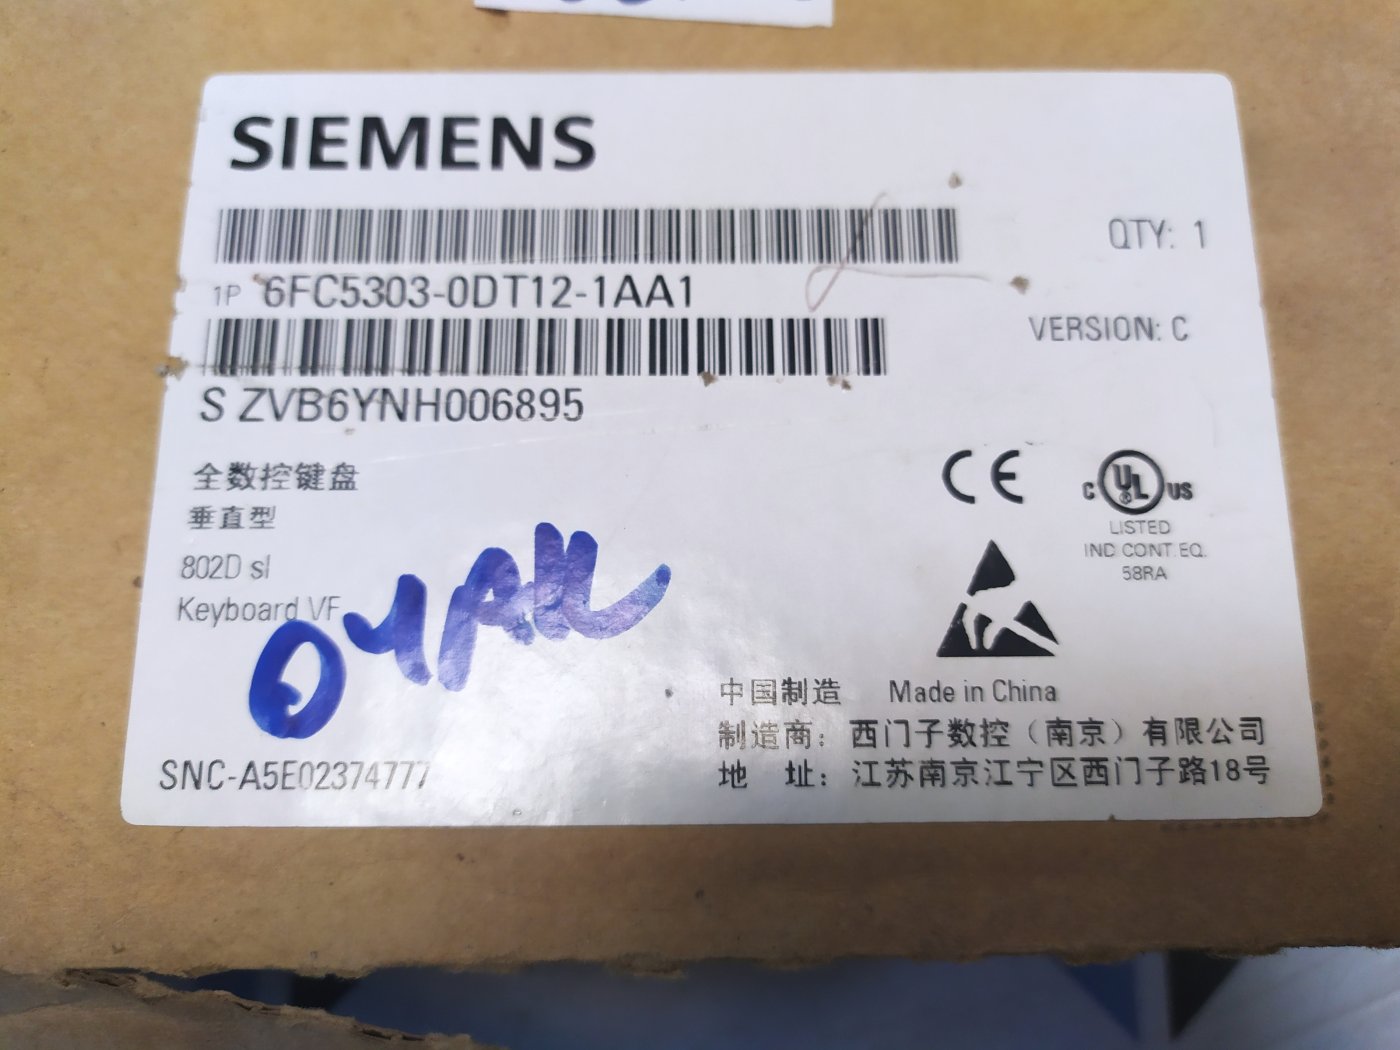 SIEMENS
QTY: 1
1P 6FC5303-0DT12-1AA1
VERSION: C
S ZVB6YNH006895
全数控键盘
垂直型
802D sl
Keyboard VF
CE
C UL US
LISTED
IND CONT. EQ.
58RA
中国制造 Made in China
制造商: 西门子数控(南京)有限公司
地 址: 江苏南京江宁区西门子路18号
SNC-A5E02374777